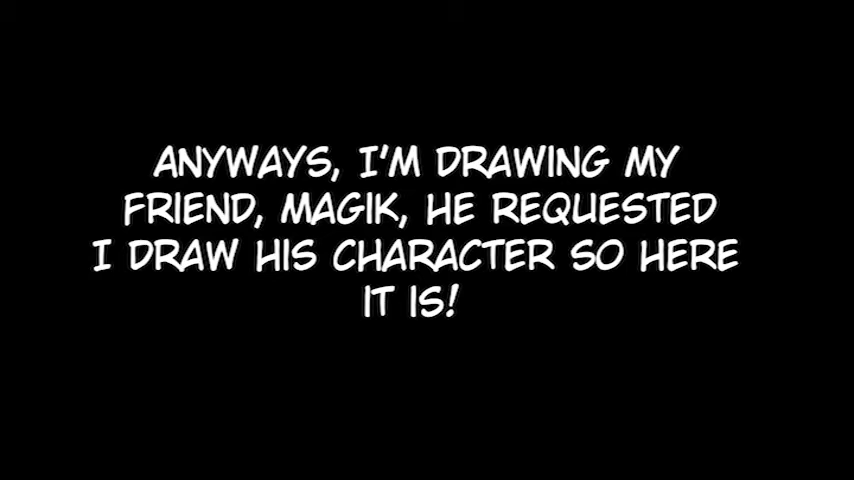 ANYWAYS, I'M DRAWING MY
FRIEND, MAGIK, HE REQUESTED
I DRAW HIS CHARACTER SO HERE
IT IS!